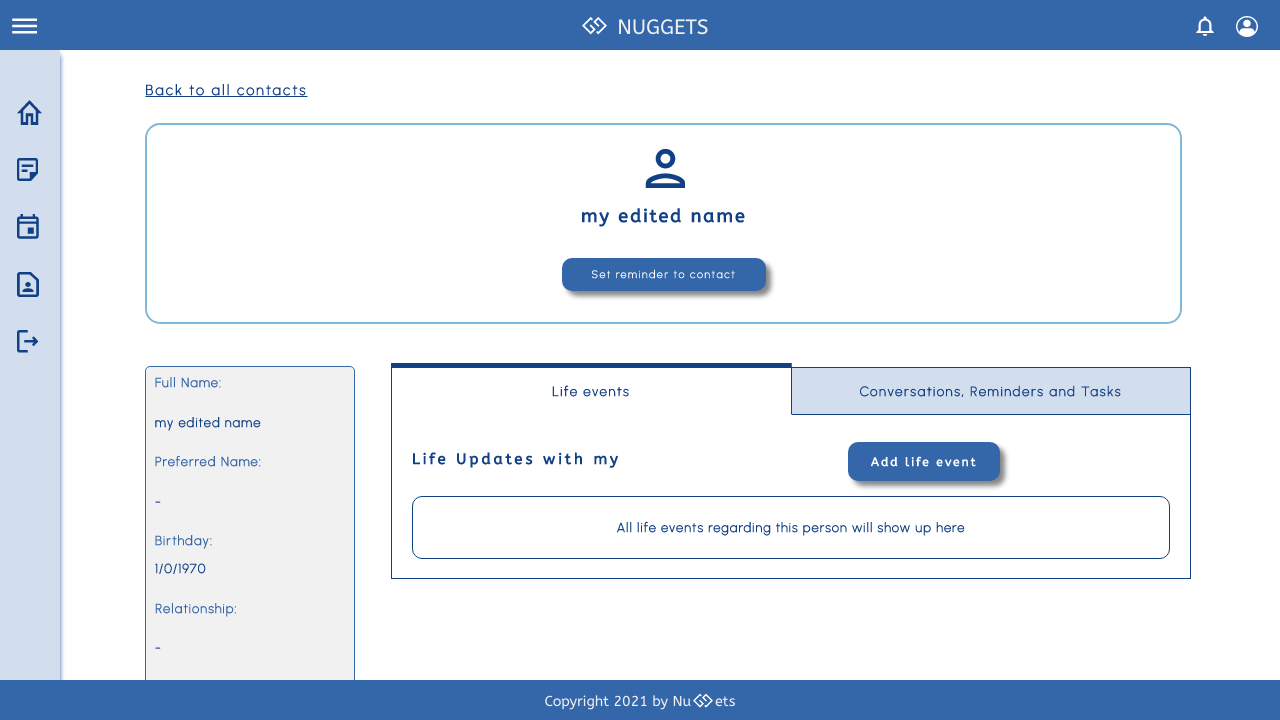 NUGGETS
Back to all contacts
my edited name
Set reminder to contact
Full Name:
my edited name
Preferred Name:
-
Birthday:
1/0/1970
Relationship:
-
Life events
Conversations, Reminders and Tasks
Life Updates with my
Add life event
All life events regarding this person will show up here
Copyright 2021 by Nu ets